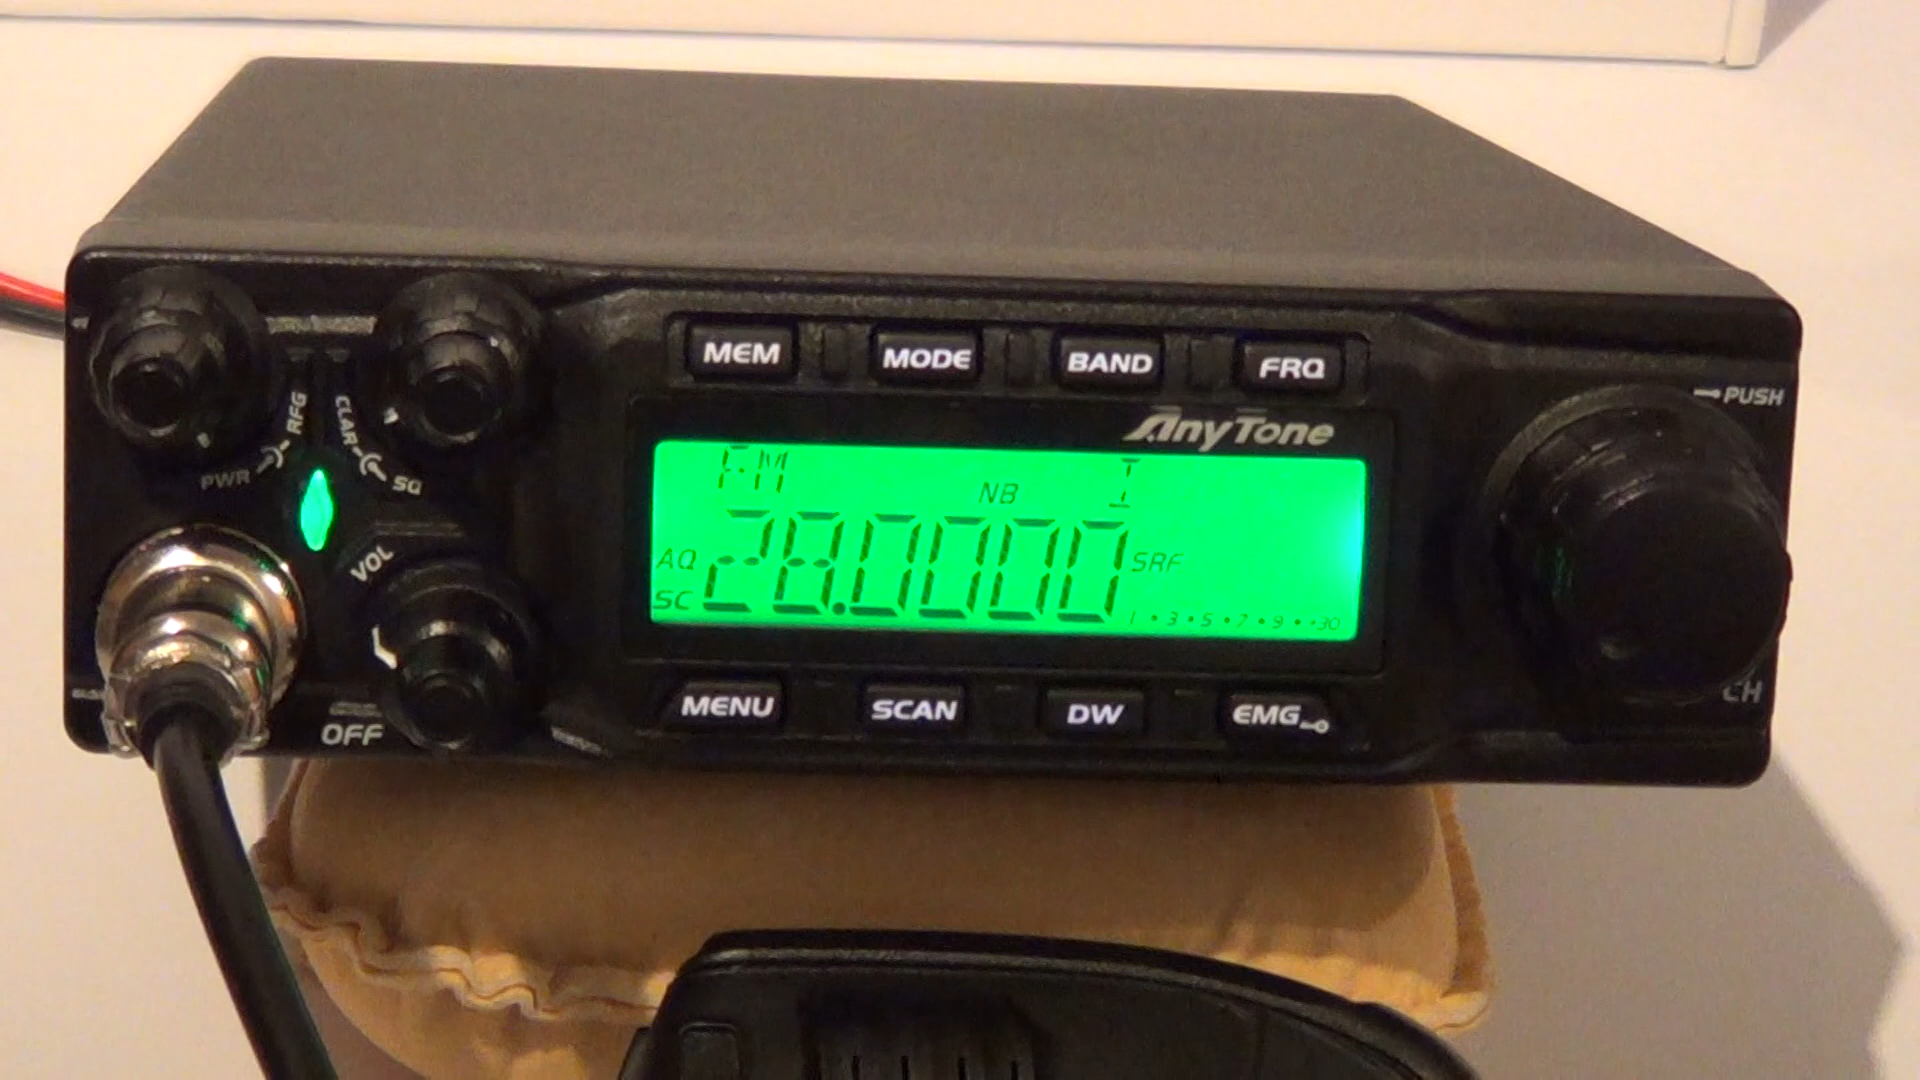 MEM MODE BAND FRQ
PUSH
AnyTone
RFG CLAR
PWR SQ
FM NB I
28.0000
AQ SRF
SC
1 • 3 • 5 • 7 • 9 • •30
VOL
OFF
MENU SCAN DW EMG
CH